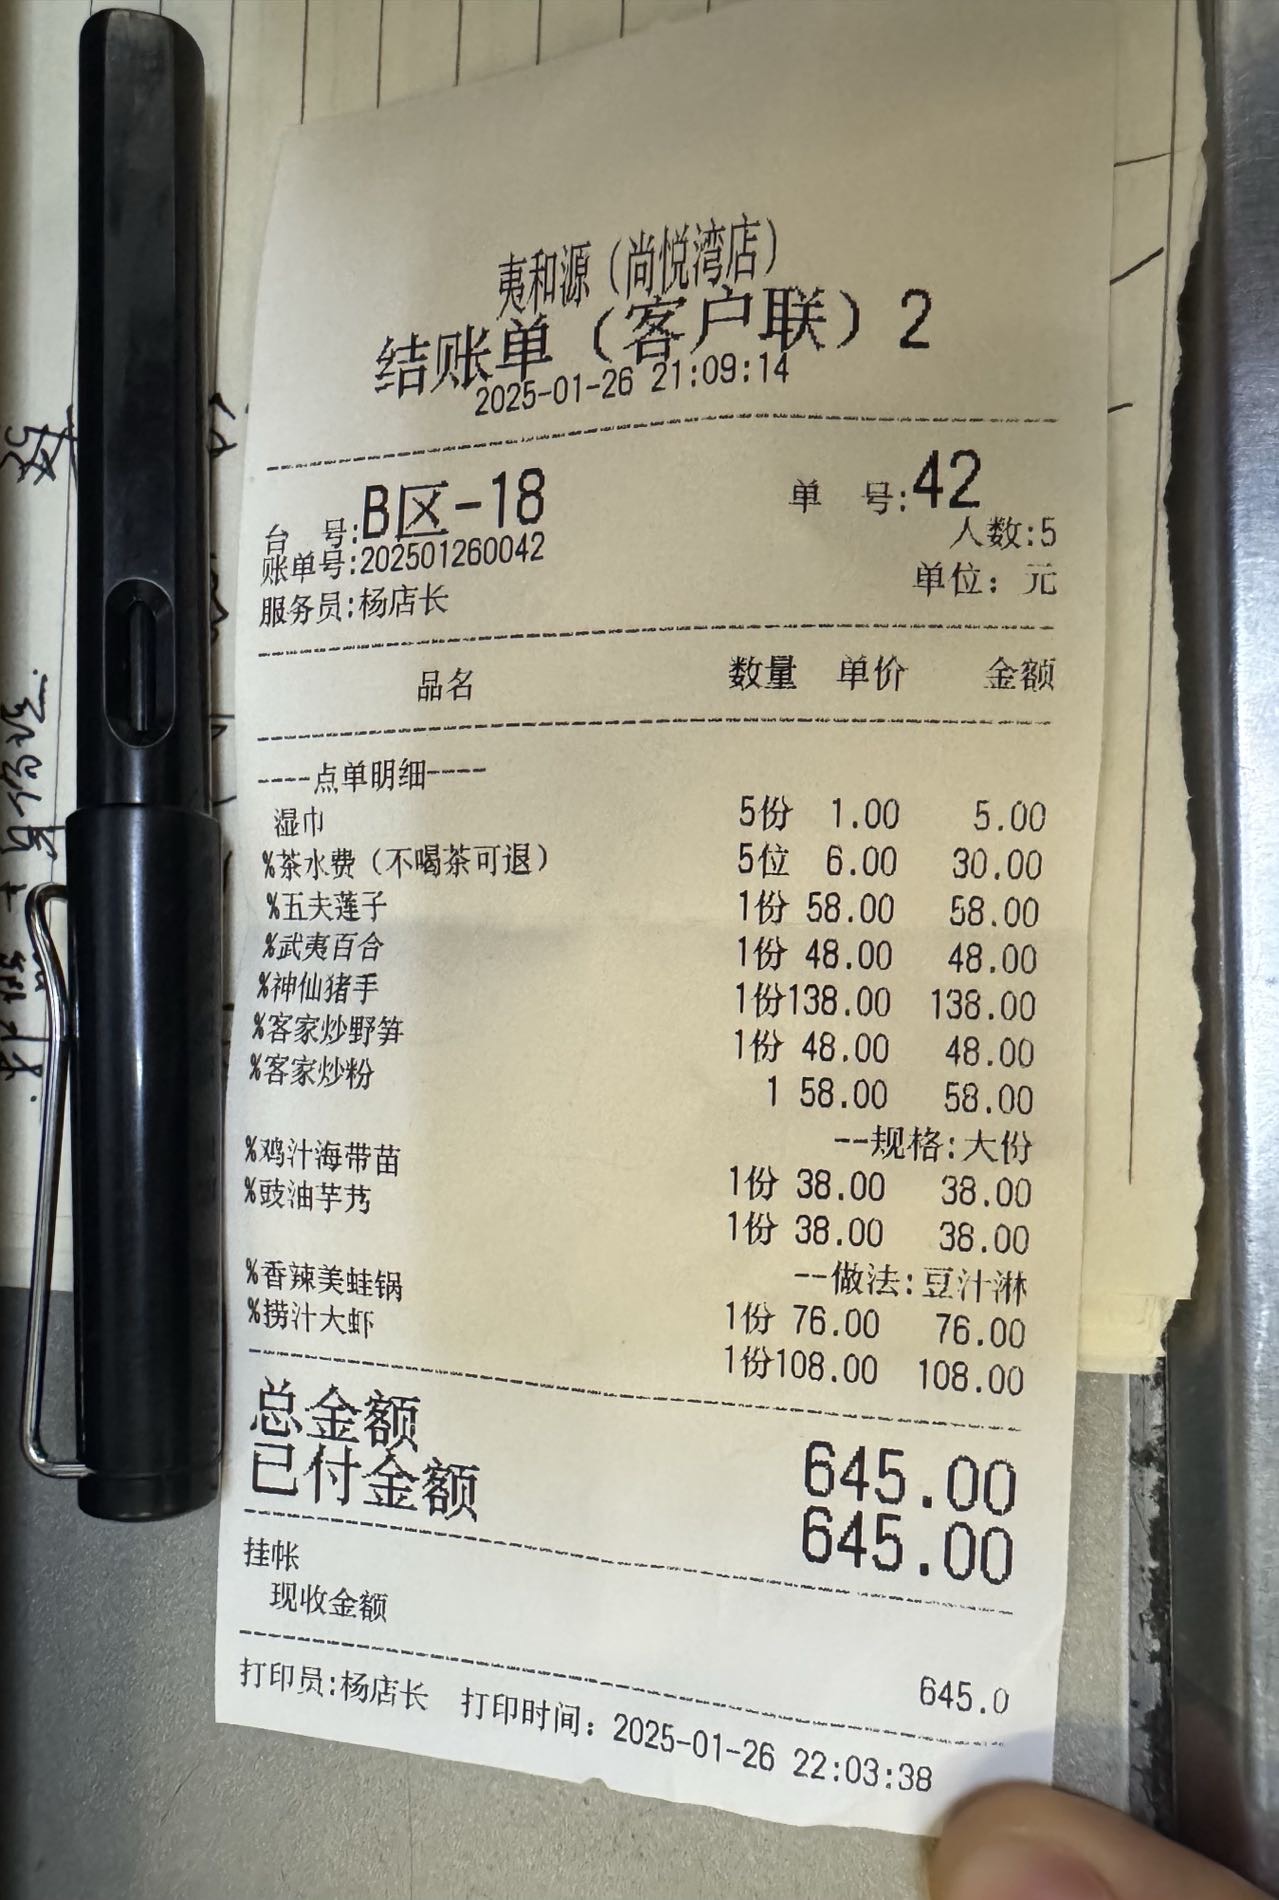 夷和源（尚悦湾店）
结账单（客户联）2
2025-01-26 21:09:14
台 号:B区-18 单 号:42
人数:5
账单号:202501260042
单位：元
服务员:杨店长
品名 数量 单价 金额
----点单明细----
湿巾 5份 1.00 5.00
%茶水费（不喝茶可退） 5位 6.00 30.00
%五夫莲子 1份 58.00 58.00
%武夷百合 1份 48.00 48.00
%神仙猪手 1份138.00 138.00
%客家炒野笋 1份 48.00 48.00
%客家炒粉 1 58.00 58.00
--规格:大份
%鸡汁海带苗 1份 38.00 38.00
%豉油芋艿 1份 38.00 38.00
--做法:豆汁淋
%香辣美蛙锅 1份 76.00 76.00
%捞汁大虾 1份108.00 108.00
总金额 645.00
已付金额 645.00
挂帐
现收金额 645.0
打印员:杨店长 打印时间：2025-01-26 22:03:38